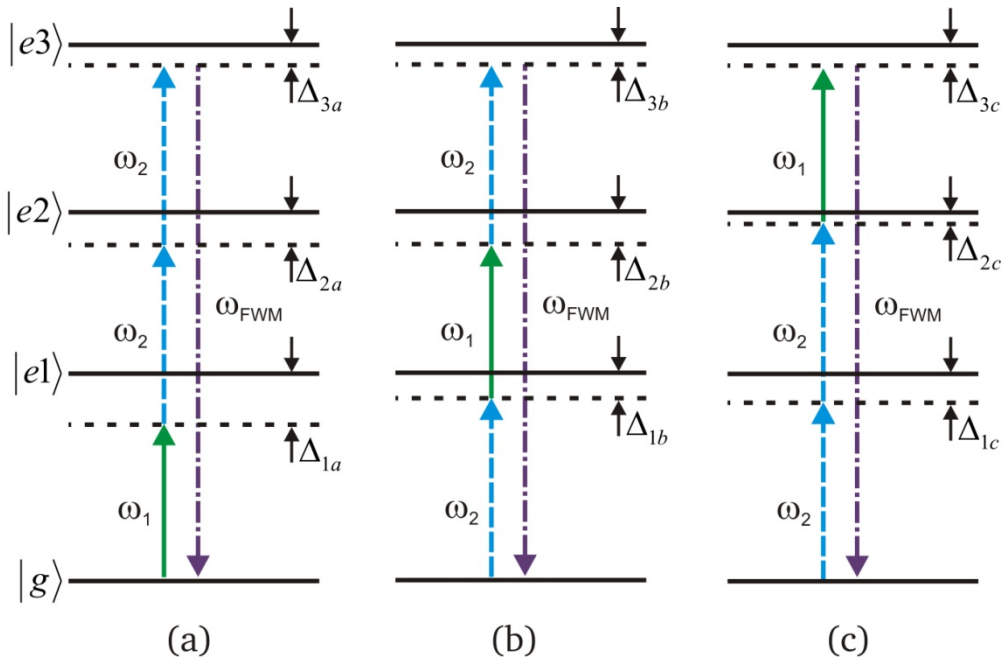 |e3⟩
Δ3a
ω2
|e2⟩
Δ2a
ωFWM
ω2
|e1⟩
Δ1a
ω1
|g⟩
(a)
Δ3b
ω2
Δ2b
ωFWM
ω1
Δ1b
ω2
(b)
Δ3c
ω1
Δ2c
ωFWM
ω2
Δ1c
ω2
(c)